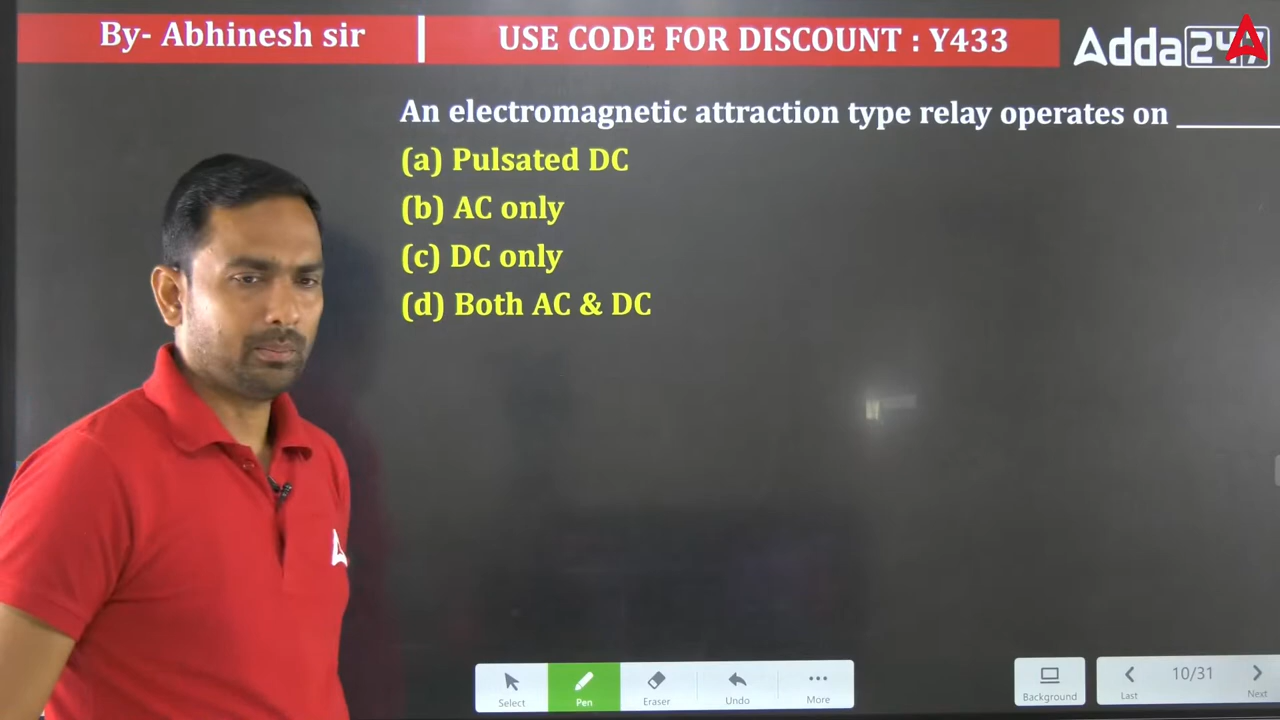 By- Abhinesh sir
USE CODE FOR DISCOUNT : Y433
Adda247
An electromagnetic attraction type relay operates on ________
(a) Pulsated DC
(b) AC only
(c) DC only
(d) Both AC & DC
Select
Pen
Eraser
Undo
More
Background
Last
10/31
Next